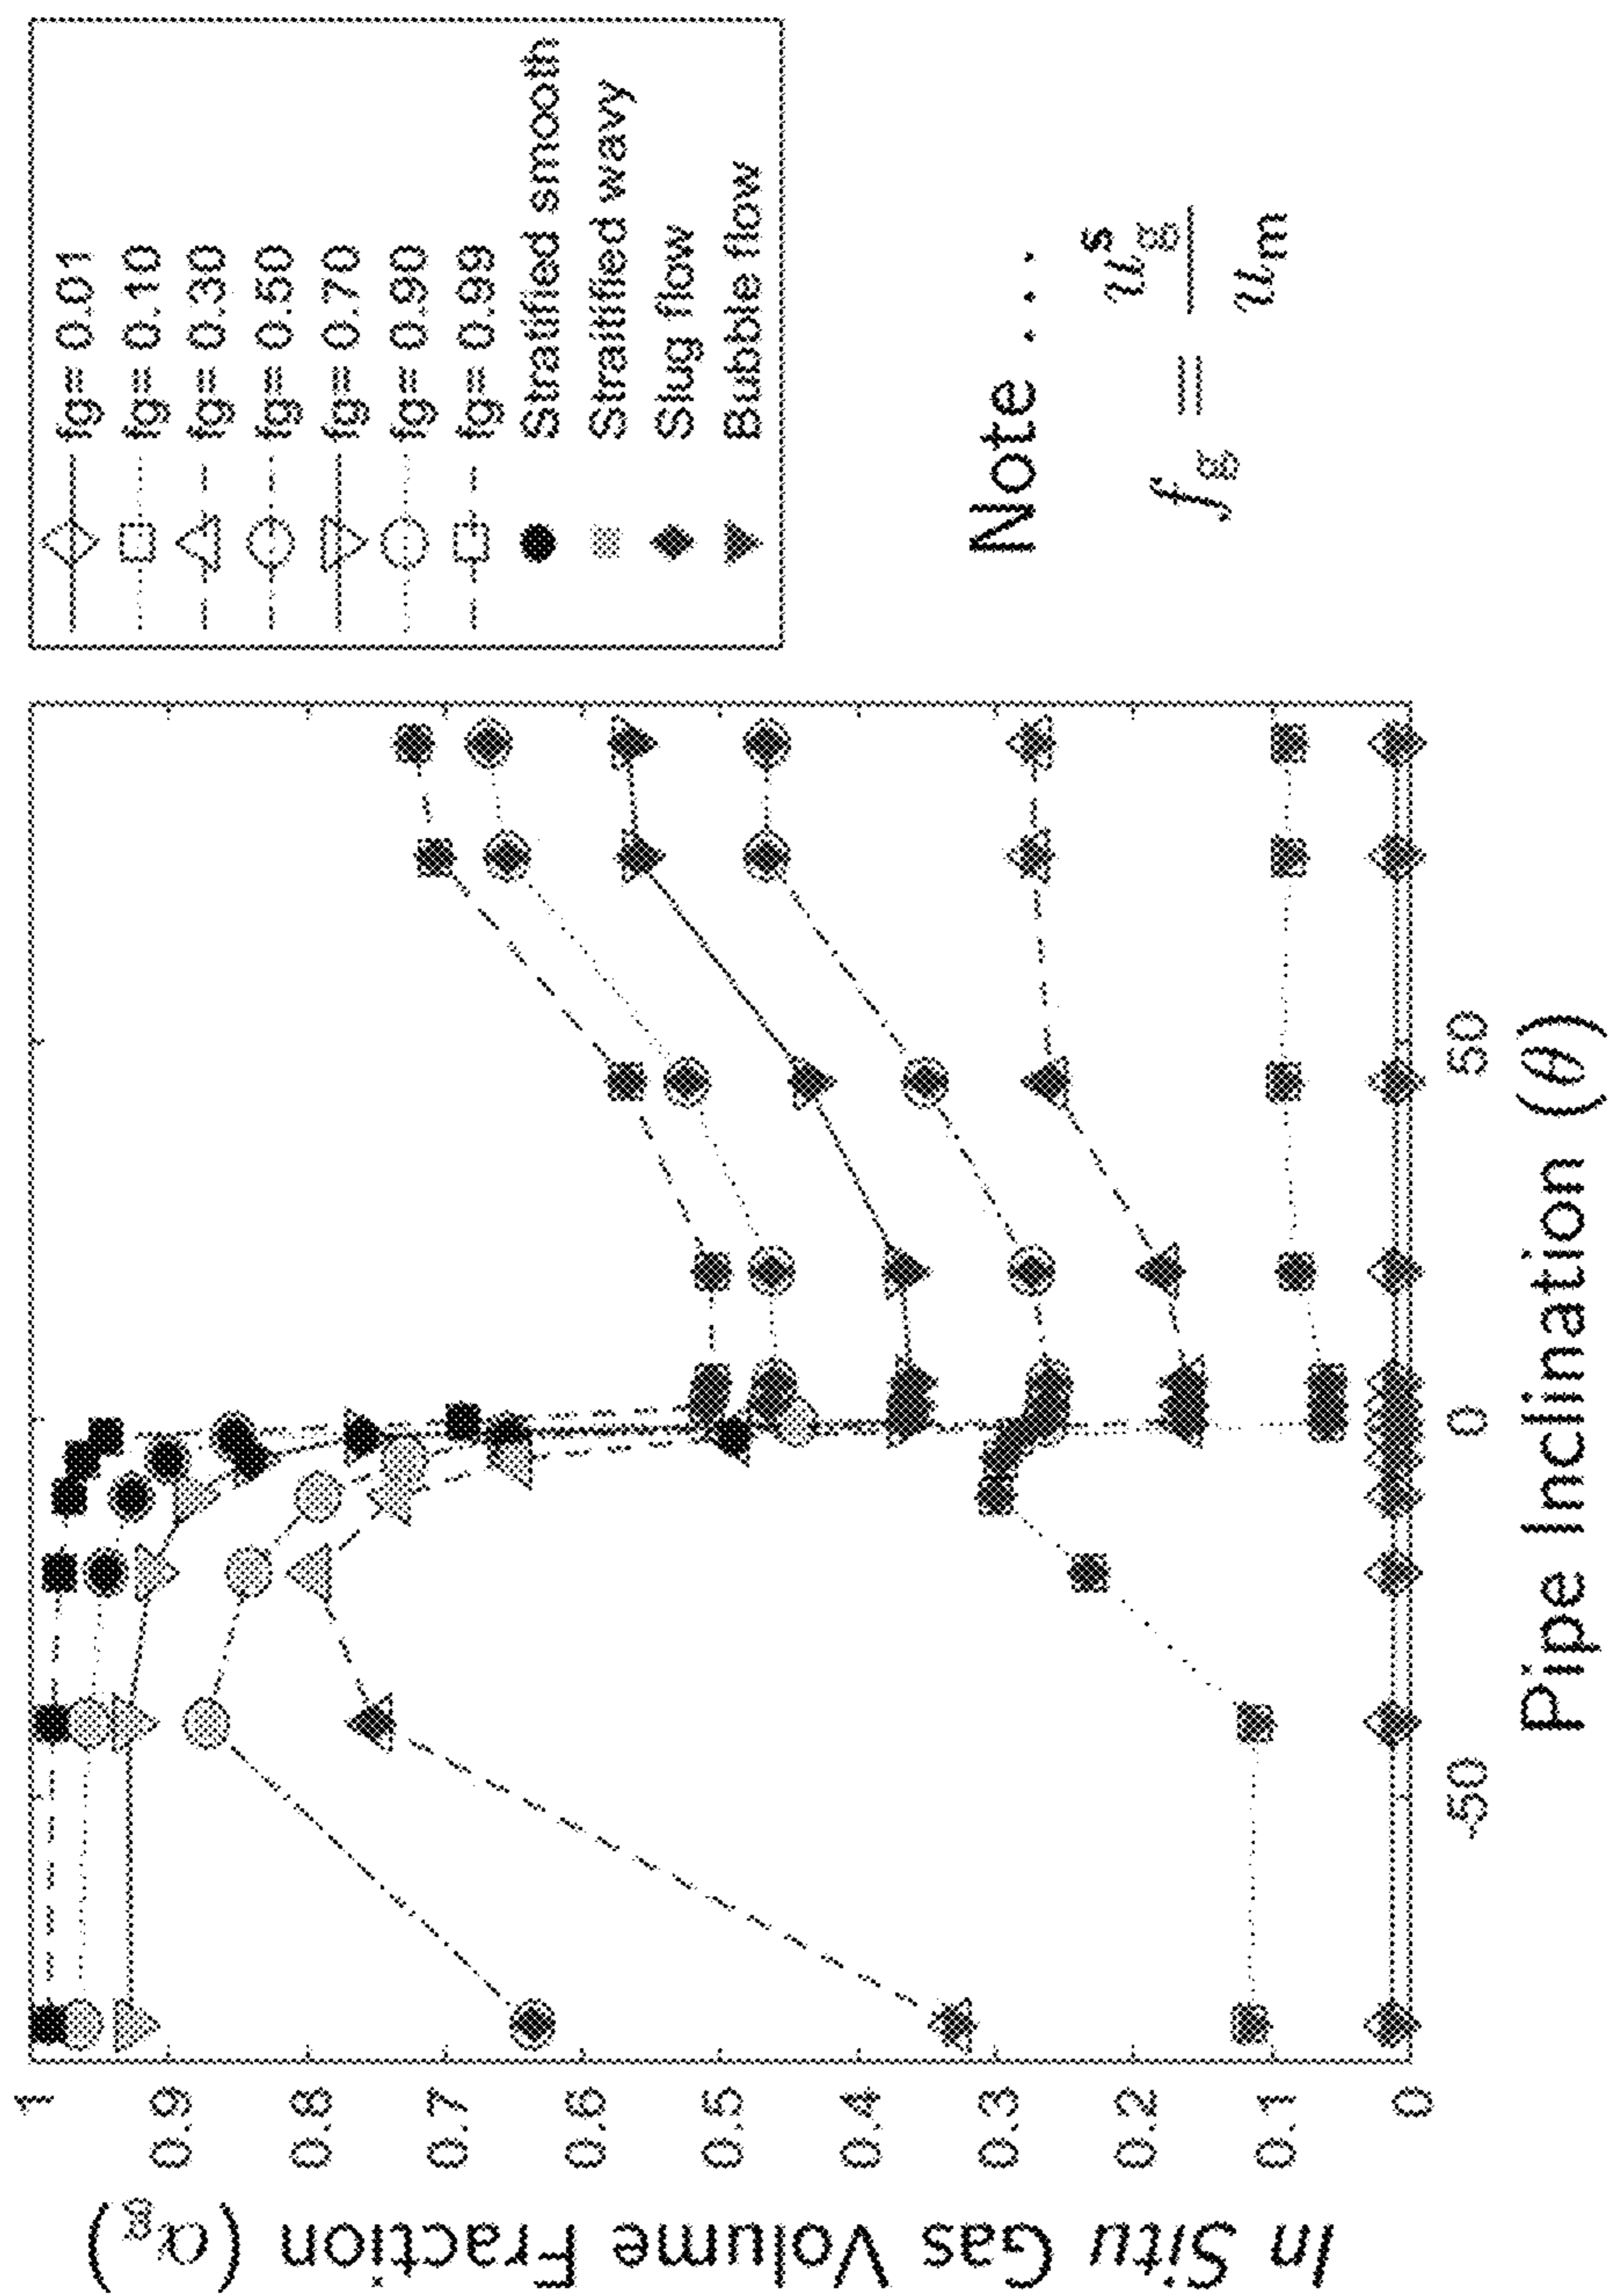 In Situ Gas Volume Fraction (αg)
1
0.9
0.8
0.7
0.6
0.5
0.4
0.3
0.2
0.1
0
-50
0
50
Pipe Inclination (θ)
fg= 0.01
fg= 0.10
fg= 0.30
fg= 0.50
fg= 0.70
fg= 0.90
fg= 0.99
Stratified smooth
Stratified wavy
Slug flow
Bubble flow
Note ...
f_g = u_g^s / u_m